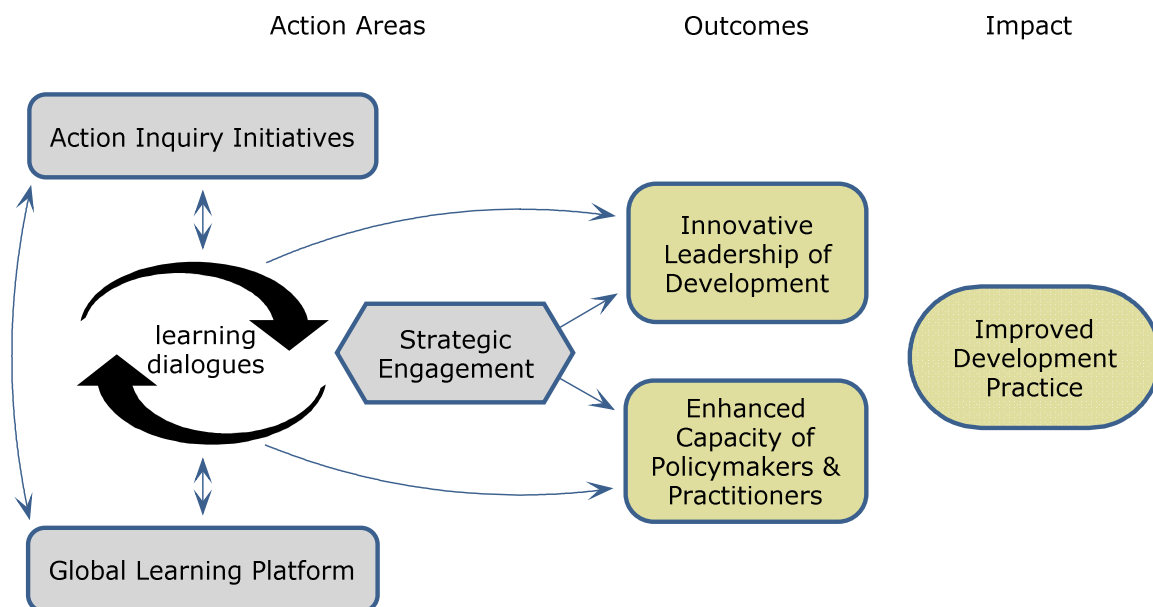 Action Areas
Outcomes
Impact
Action Inquiry Initiatives
learning
dialogues
Strategic
Engagement
Innovative
Leadership of
Development
Enhanced
Capacity of
Policymakers &
Practitioners
Improved
Development
Practice
Global Learning Platform